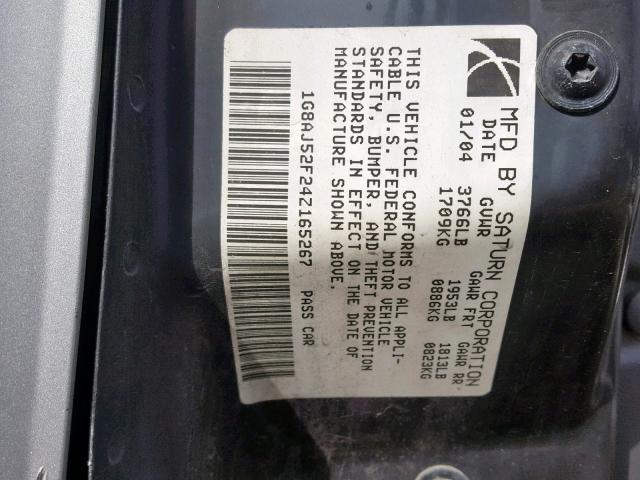 MFD BY SATURN CORPORATION
DATE GVWR GAWR FRT GAWR RR
01/04 3766LB 1953LB 1813LB
1709KG 0886KG 0823KG
THIS VEHICLE CONFORMS TO ALL APPLI-
CABLE U.S. FEDERAL MOTOR VEHICLE
SAFETY, BUMPER, AND THEFT PREVENTION
STANDARDS IN EFFECT ON THE DATE OF
MANUFACTURE SHOWN ABOVE.
1G8AJ52F24Z165267 PASS CAR